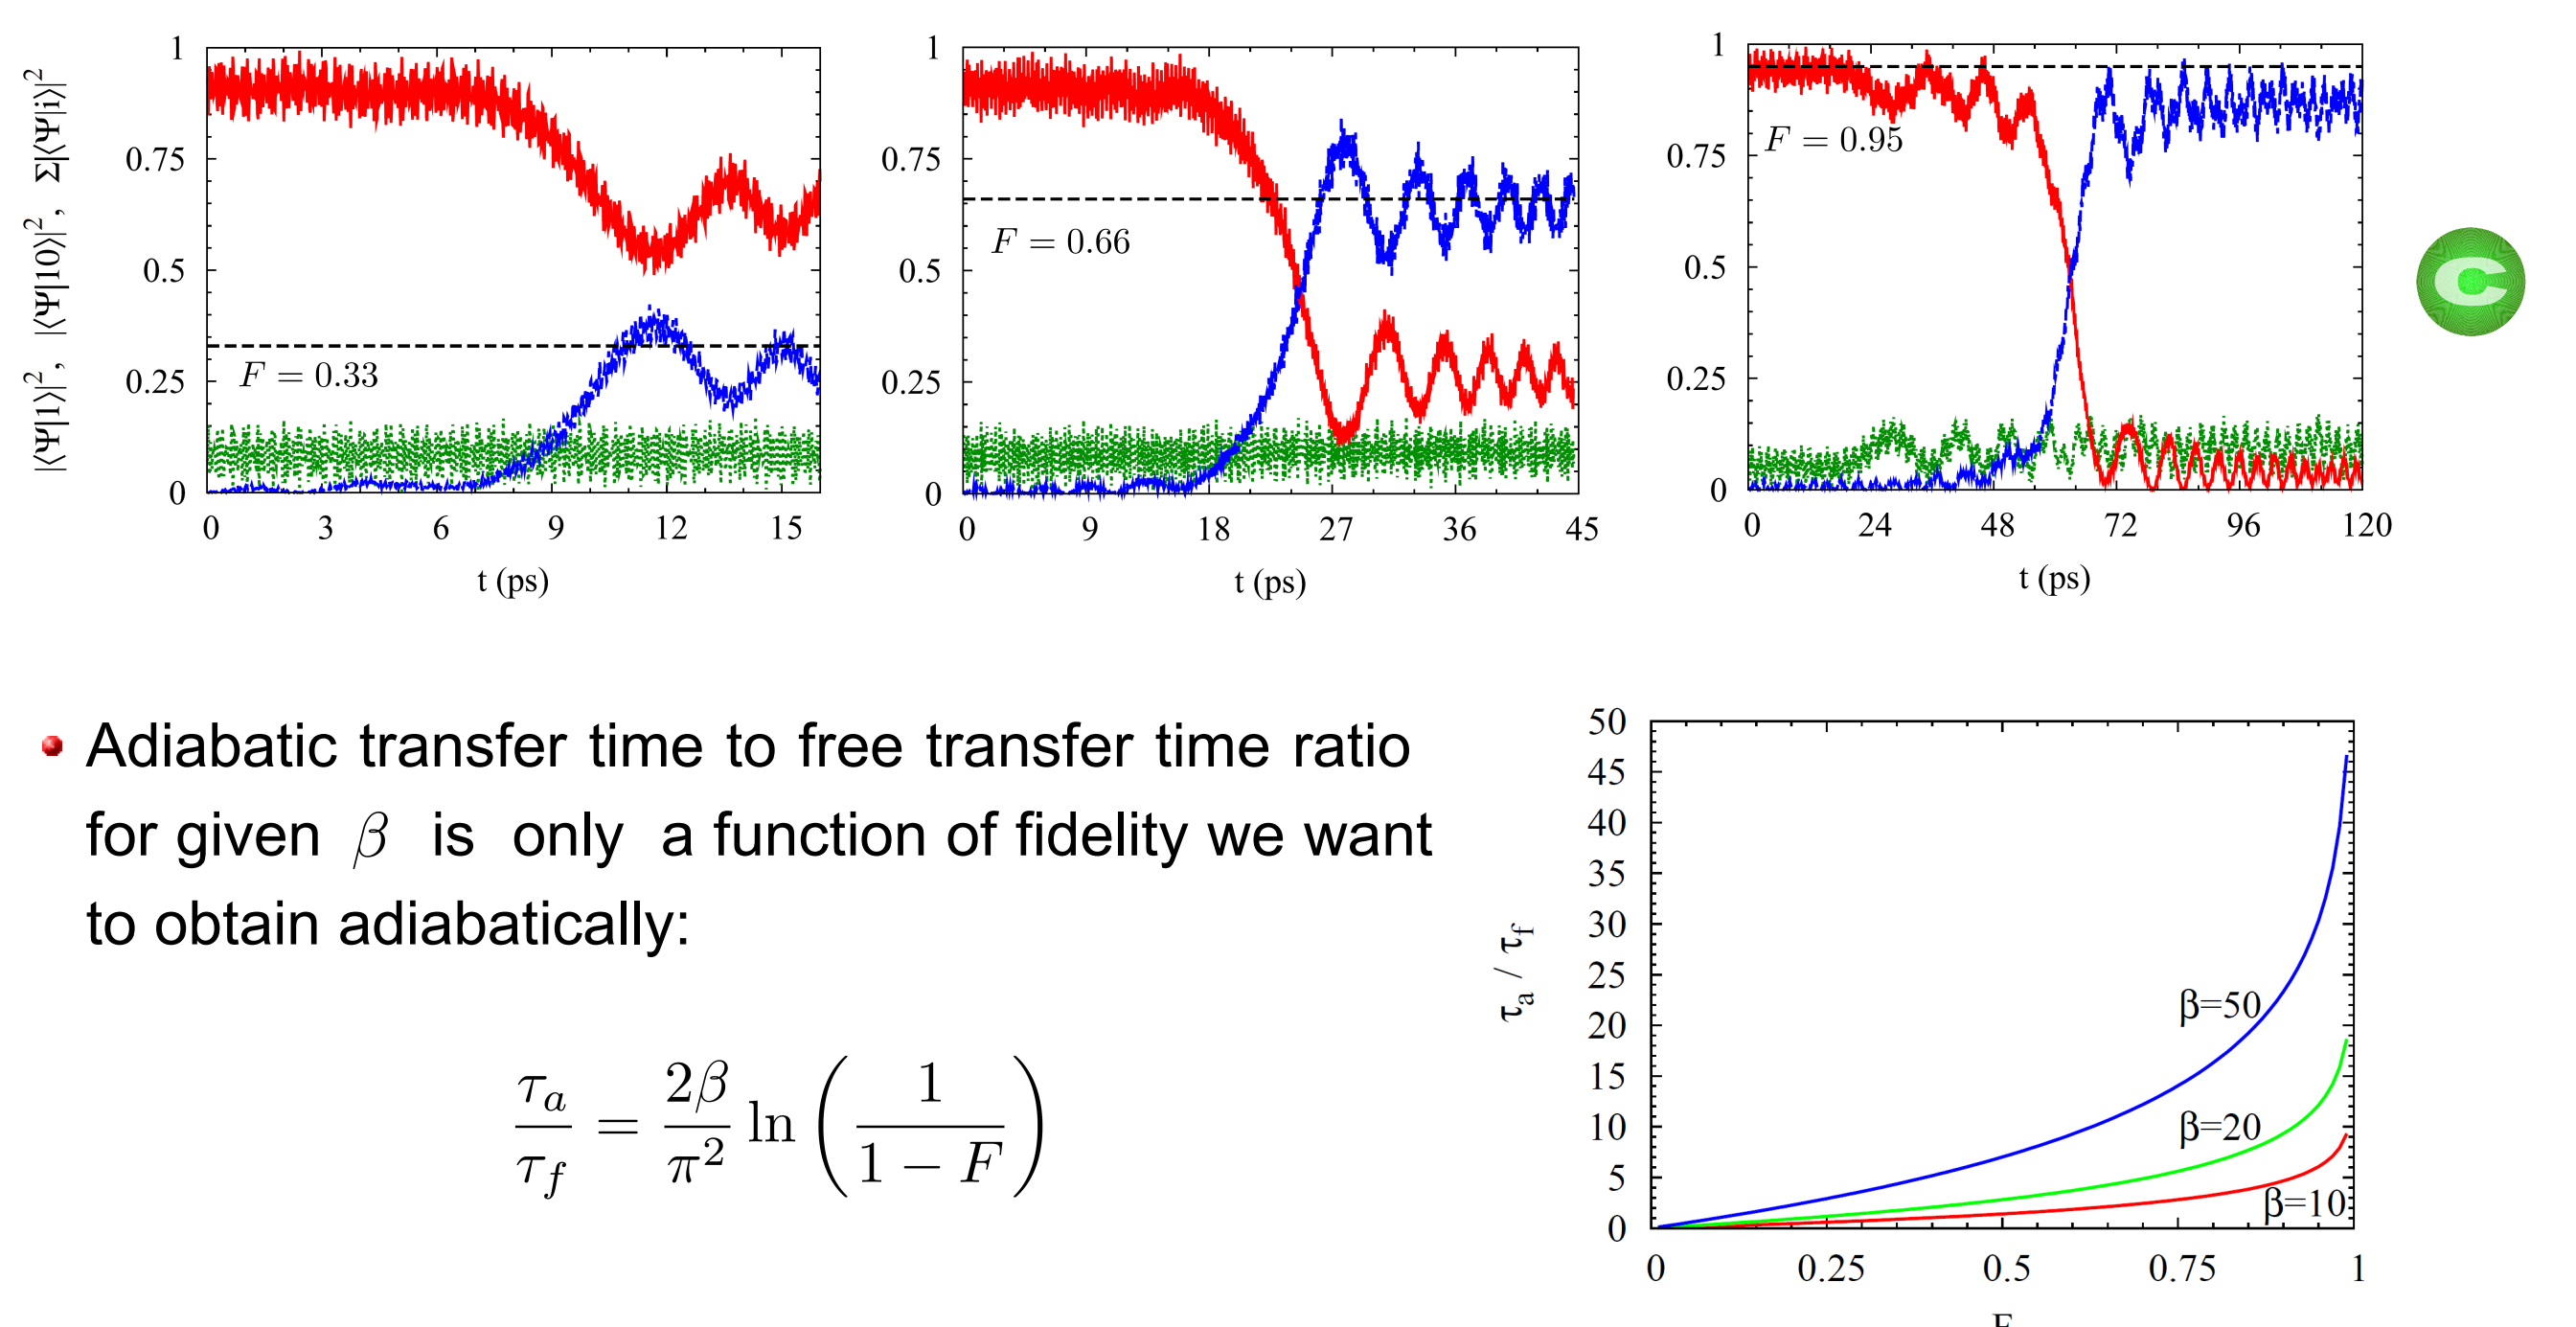 |⟨Ψ|1⟩|², |⟨Ψ|10⟩|², Σ|⟨Ψ|i⟩|²
1
0.75
0.5
0.25
0
F = 0.33
0 3 6 9 12 15
t (ps)
1
0.75
0.5
0.25
0
F = 0.66
0 9 18 27 36 45
t (ps)
1
0.75
0.5
0.25
0
F = 0.95
0 24 48 72 96 120
t (ps)
C
Adiabatic transfer time to free transfer time ratio
for given β is only a function of fidelity we want
to obtain adiabatically:
τa/τf = 2β/π² ln(1/(1 − F))
τa / τf
50
45
40
35
30
25
20
15
10
5
0
β=50
β=20
β=10
0 0.25 0.5 0.75 1